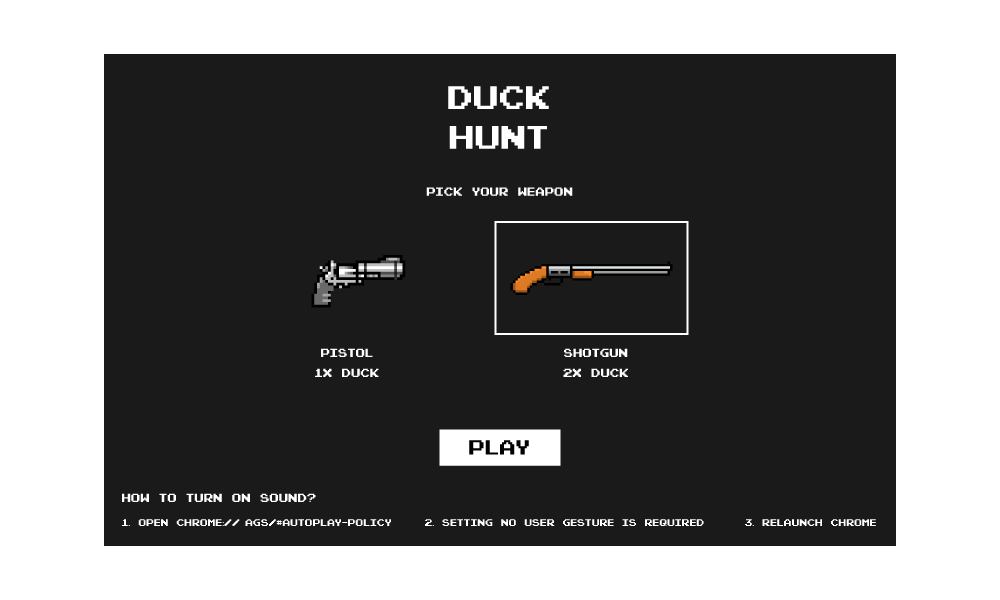 DUCK
HUNT
PICK YOUR WEAPON
PISTOL
1X DUCK
SHOTGUN
2X DUCK
PLAY
HOW TO TURN ON SOUND?
1. OPEN CHROME:// AGS/#AUTOPLAY-POLICY
2. SETTING NO USER GESTURE IS REQUIRED
3. RELAUNCH CHROME